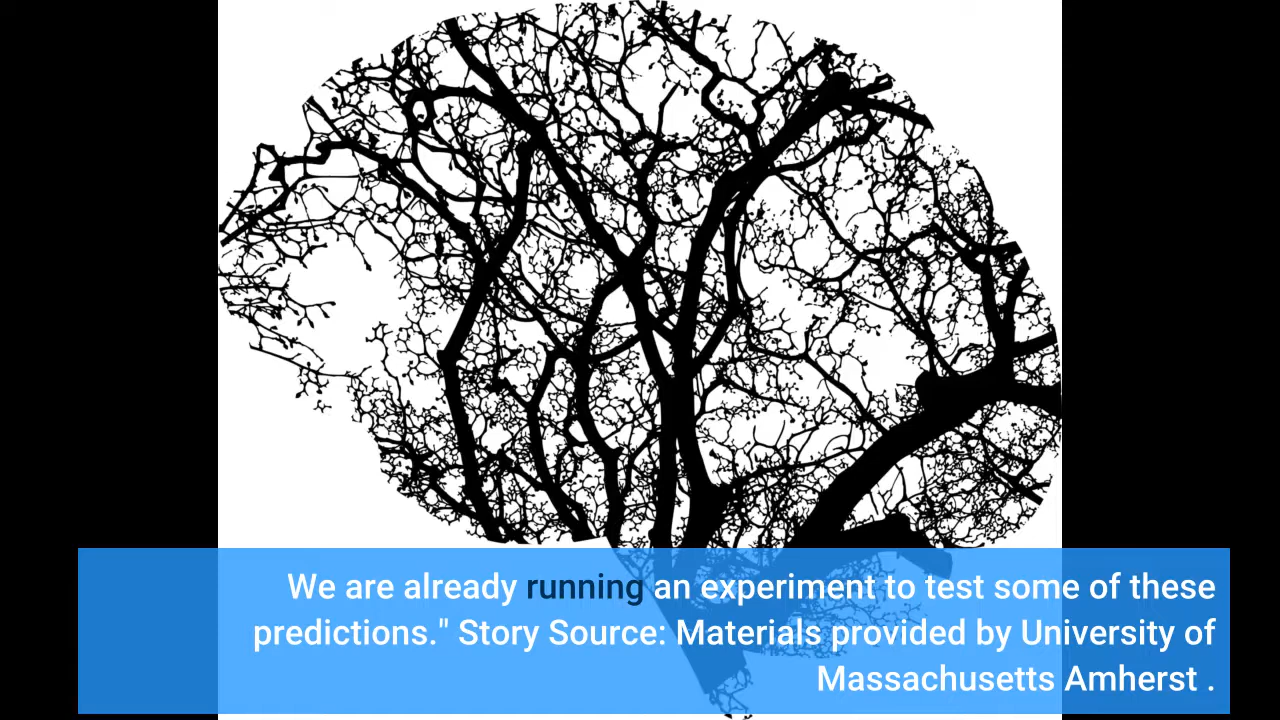 We are already running an experiment to test some of these
predictions." Story Source: Materials provided by University of
Massachusetts Amherst .